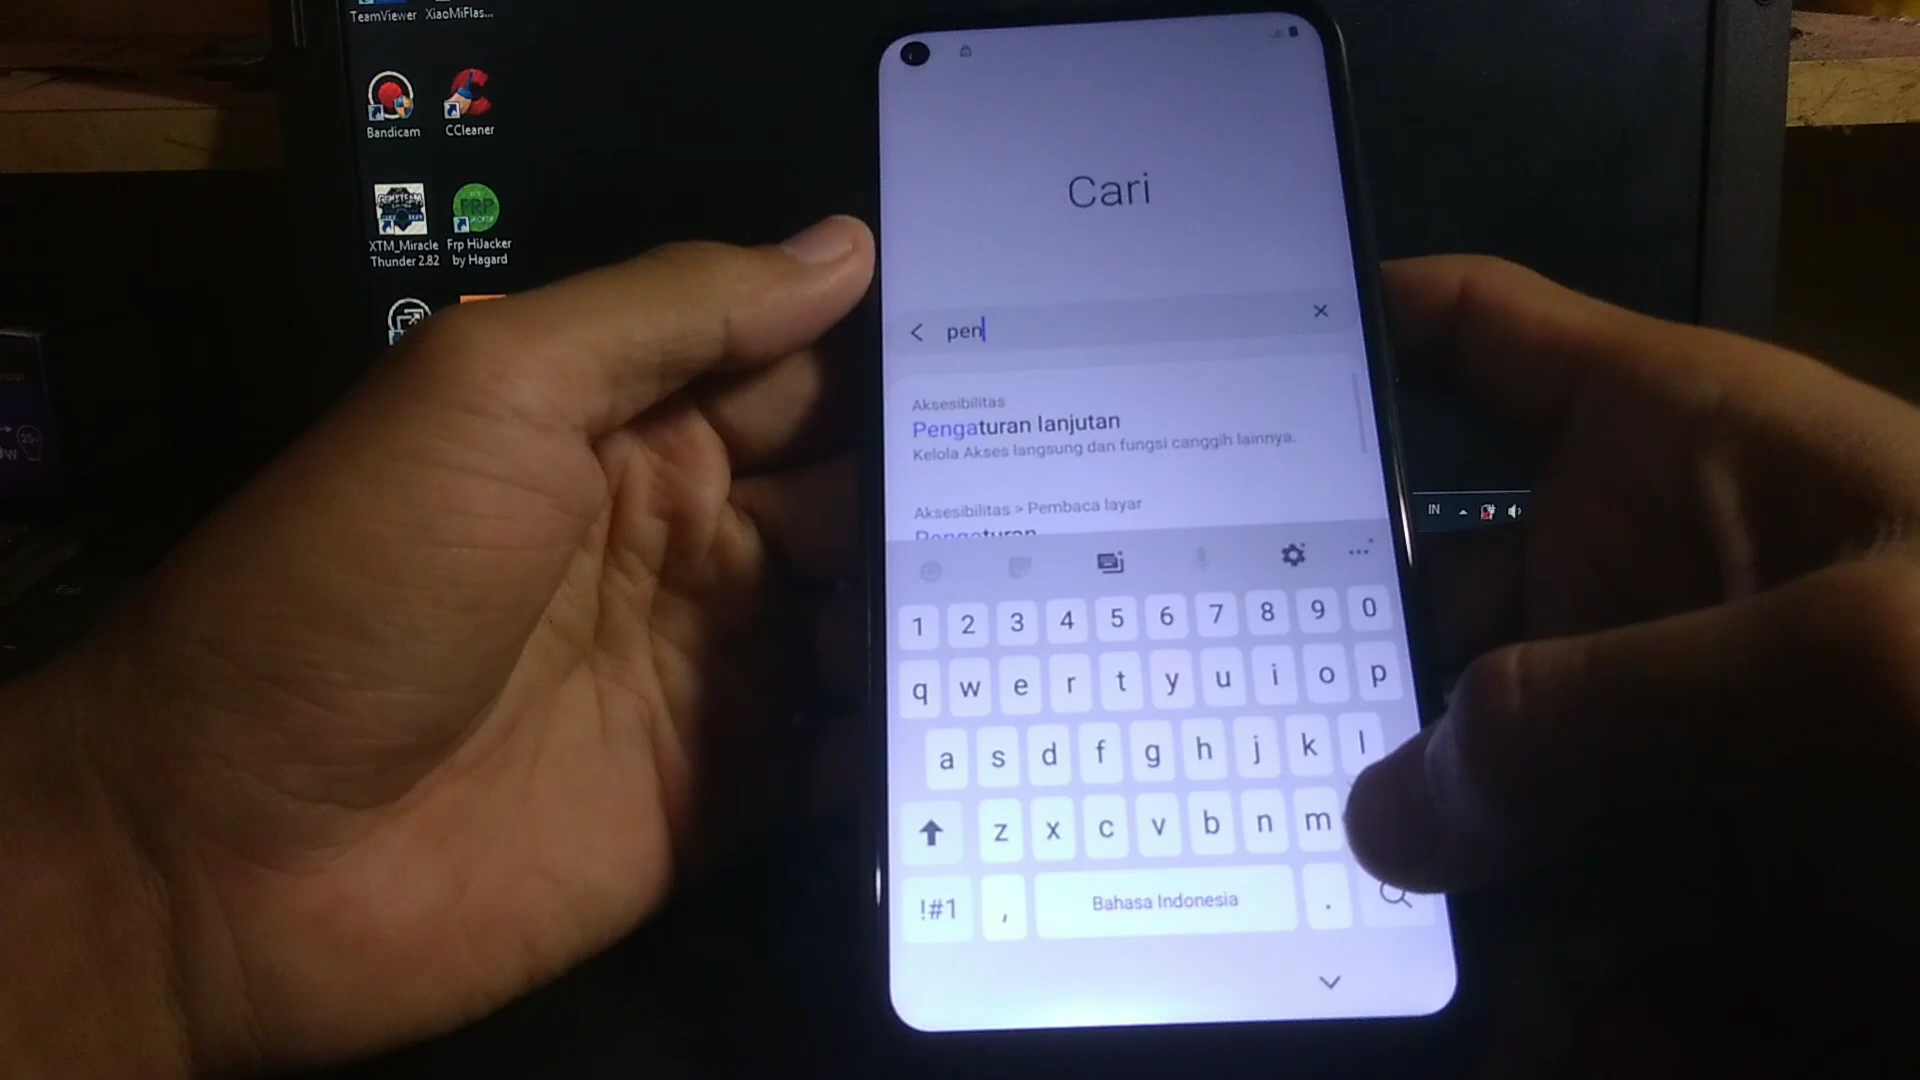 TeamViewer
XiaoMiFlas...
Bandicam
CCleaner
XTM_Miracle
Thunder 2.82
FRP
Frp HiJacker
by Hagard
Cari
pen
Aksesibilitas
Pengaturan lanjutan
Kelola Akses langsung dan fungsi canggih lainnya.
Aksesibilitas > Pembaca layar
Pengaturan
IN
1 2 3 4 5 6 7 8 9 0
q w e r t y u i o p
a s d f g h j k l
z x c v b n m
!#1 , Bahasa Indonesia .